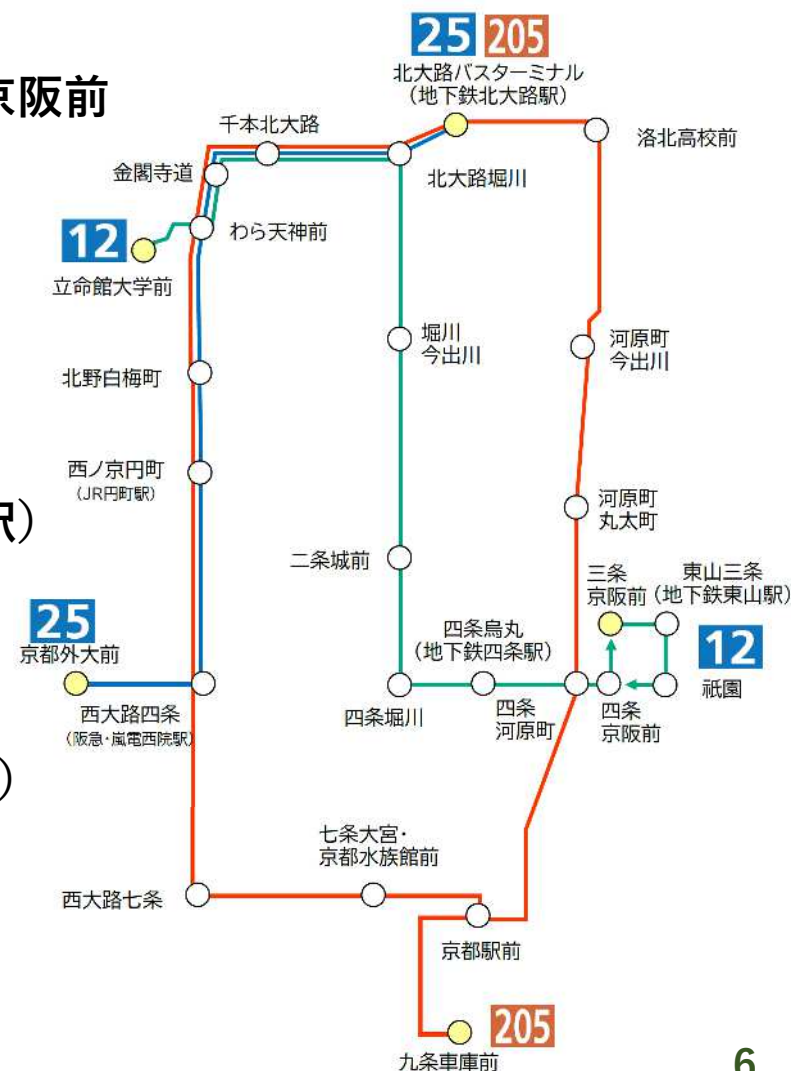 京阪前
25 205
北大路バスターミナル
(地下鉄北大路駅)
千本北大路
洛北高校前
金閣寺道
北大路堀川
12
わら天神前
立命館大学前
堀川
今出川
河原町
今出川
北野白梅町
西ノ京円町
(JR円町駅)
河原町
丸太町
駅)
二条城前
三条
京阪前
東山三条
(地下鉄東山駅)
25
京都外大前
四条烏丸
(地下鉄四条駅)
12
祇園
西大路四条
(阪急・嵐電西院駅)
四条堀川
四条
河原町
四条
京阪前
)
七条大宮・
京都水族館前
西大路七条
京都駅前
205
九条車庫前
6